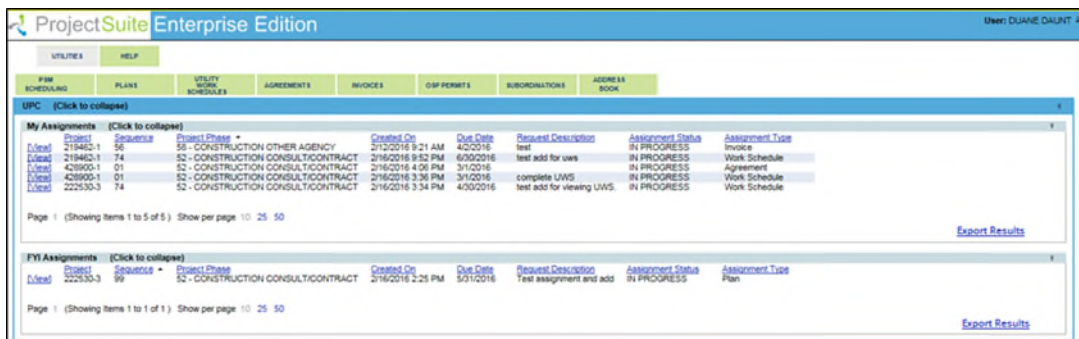 ProjectSuite Enterprise Edition User: DUANE DAUNT
UTILITIES HELP
PSM SCHEDULING PLANS UTILITY WORK SCHEDULES AGREEMENTS INVOICES OSP PERMITS SUBORDINATIONS ADDRESS BOOK
UPC (Click to collapse)
My Assignments (Click to collapse)
Project Sequence Project Phase Created On Due Date Request Description Assignment Status Assignment Type
[View] 219462-1 56 58 - CONSTRUCTION OTHER AGENCY 2/12/2016 9:21 AM 4/2/2016 test IN PROGRESS Invoice
[View] 219462-1 74 52 - CONSTRUCTION CONSULT/CONTRACT 2/16/2016 9:52 PM 6/30/2016 test add for uws IN PROGRESS Work Schedule
[View] 428900-1 01 52 - CONSTRUCTION CONSULT/CONTRACT 2/16/2016 4:06 PM 3/1/2016 IN PROGRESS Agreement
[View] 428900-1 01 52 - CONSTRUCTION CONSULT/CONTRACT 2/16/2016 3:36 PM 3/1/2016 complete UWS IN PROGRESS Work Schedule
[View] 222530-3 74 52 - CONSTRUCTION CONSULT/CONTRACT 2/16/2016 3:34 PM 4/30/2016 test add for viewing UWS. IN PROGRESS Work Schedule
Page 1 (Showing Items 1 to 5 of 5 ) Show per page 10 25 50
Export Results
FYI Assignments (Click to collapse)
Project Sequence Project Phase Created On Due Date Request Description Assignment Status Assignment Type
[View] 222530-3 99 52 - CONSTRUCTION CONSULT/CONTRACT 2/16/2016 2:25 PM 5/31/2016 Test assignment and add IN PROGRESS Plan
Page 1 (Showing Items 1 to 1 of 1 ) Show per page 10 25 50
Export Results